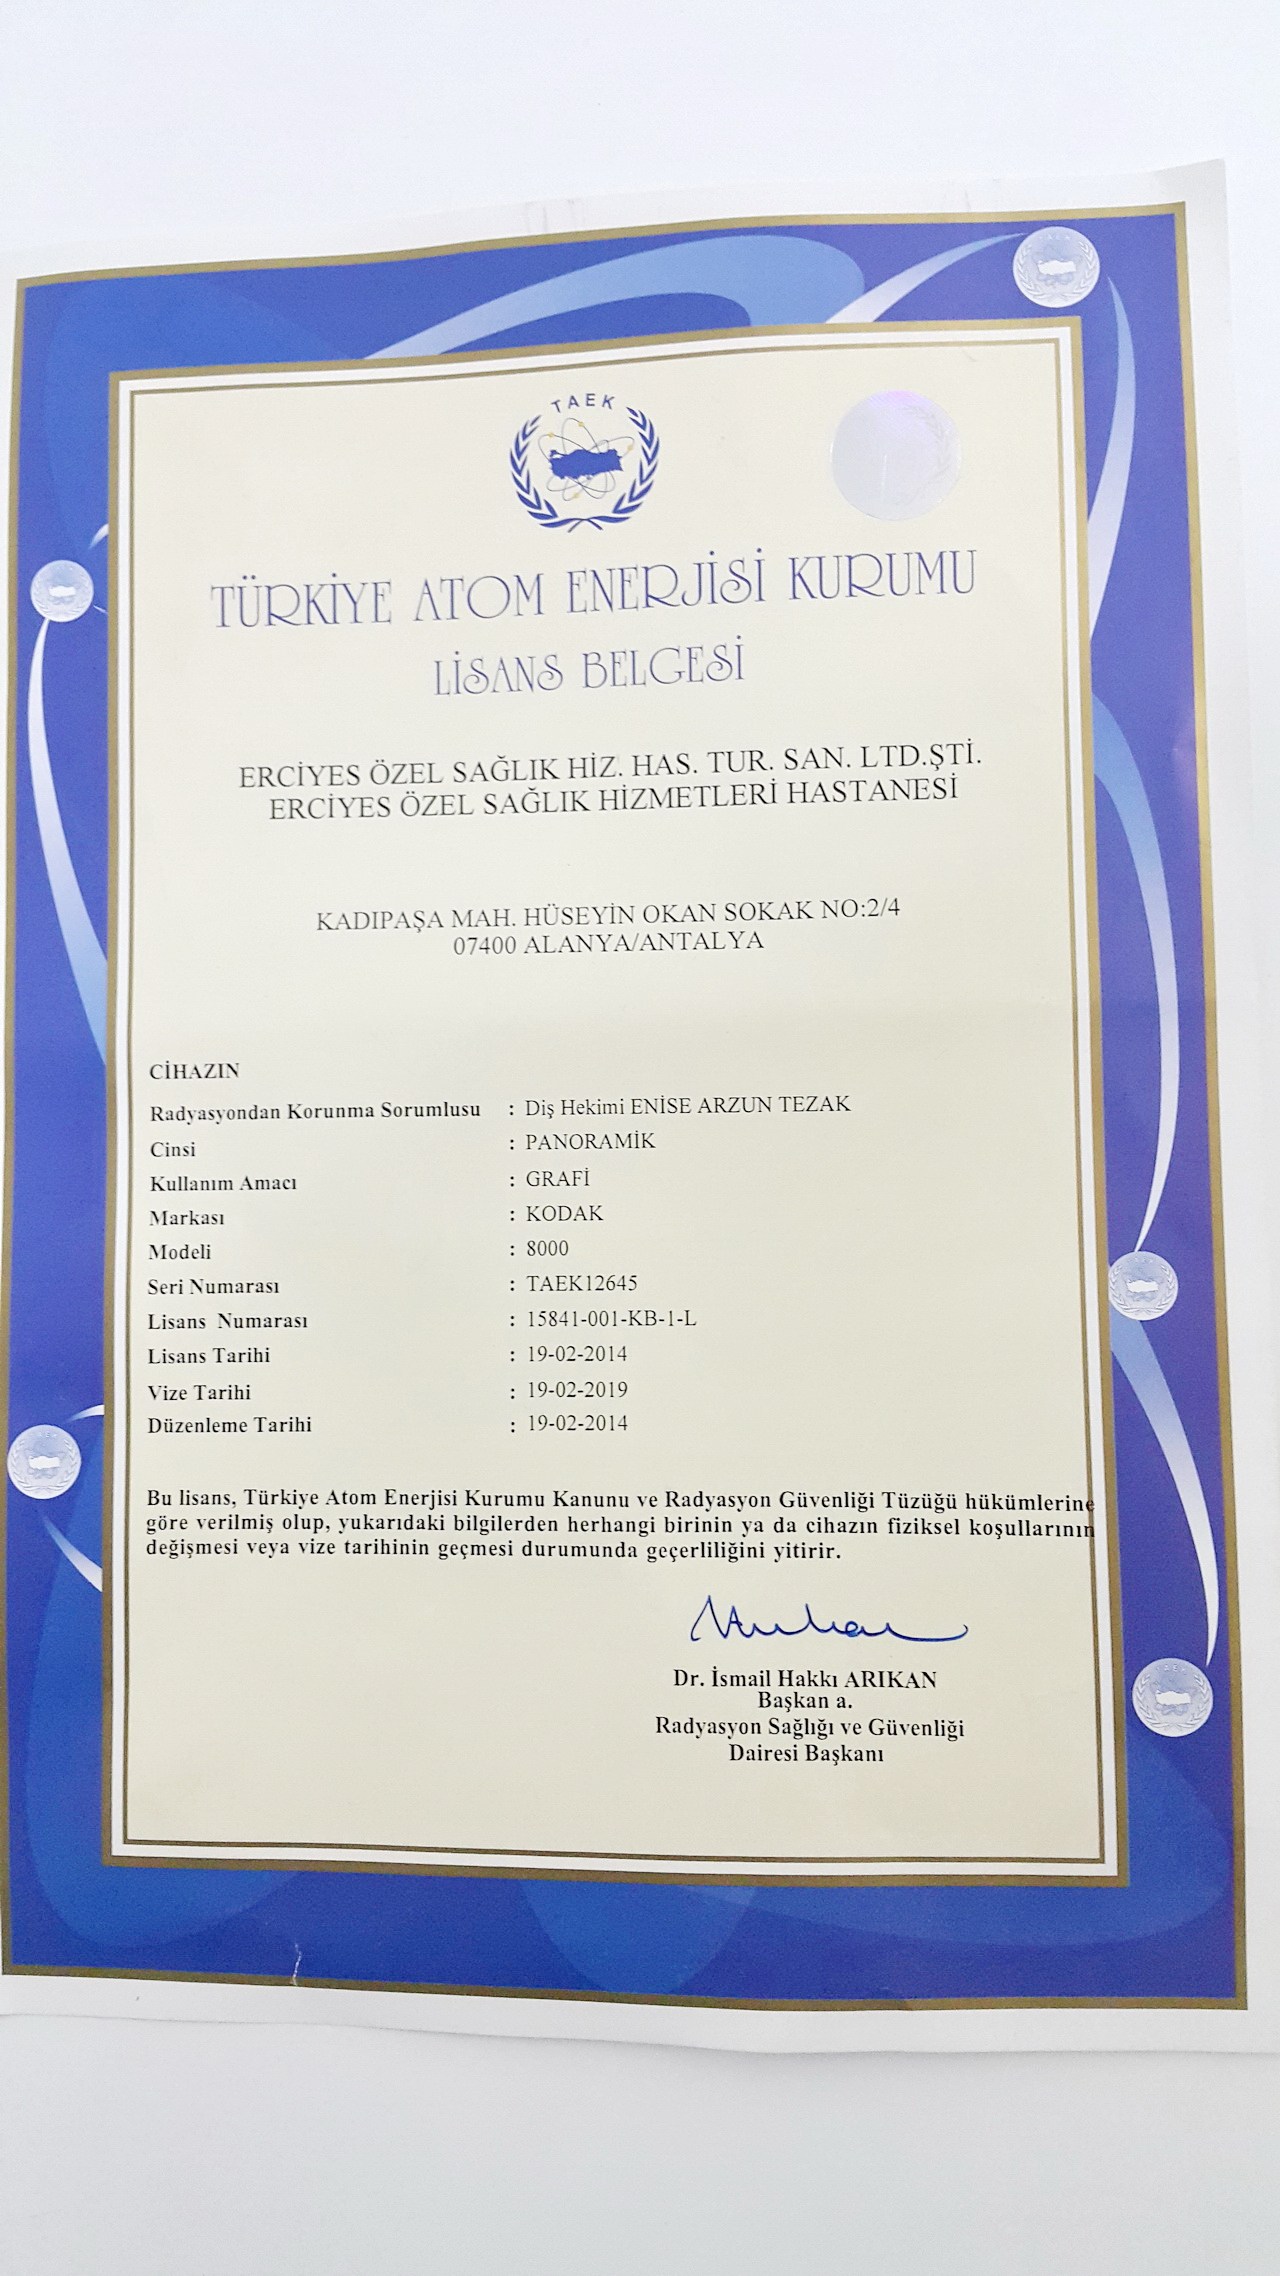 TAEK
TÜRKİYE ATOM ENERJİSİ KURUMU
LİSANS BELGESİ
ERCİYES ÖZEL SAĞLIK HİZ. HAS. TUR. SAN. LTD.ŞTİ.
ERCİYES ÖZEL SAĞLIK HİZMETLERİ HASTANESİ
KADIPAŞA MAH. HÜSEYİN OKAN SOKAK NO:2/4
07400 ALANYA/ANTALYA
CİHAZIN
Radyasyondan Korunma Sorumlusu : Diş Hekimi ENİSE ARZUN TEZAK
Cinsi : PANORAMİK
Kullanım Amacı : GRAFİ
Markası : KODAK
Modeli : 8000
Seri Numarası : TAEK12645
Lisans Numarası : 15841-001-KB-1-L
Lisans Tarihi : 19-02-2014
Vize Tarihi : 19-02-2019
Düzenleme Tarihi : 19-02-2014
Bu lisans, Türkiye Atom Enerjisi Kurumu Kanunu ve Radyasyon Güvenliği Tüzüğü hükümlerine
göre verilmiş olup, yukarıdaki bilgilerden herhangi birinin ya da cihazın fiziksel koşullarının
değişmesi veya vize tarihinin geçmesi durumunda geçerliliğini yitirir.
Dr. İsmail Hakkı ARIKAN
Başkan a.
Radyasyon Sağlığı ve Güvenliği
Dairesi Başkanı